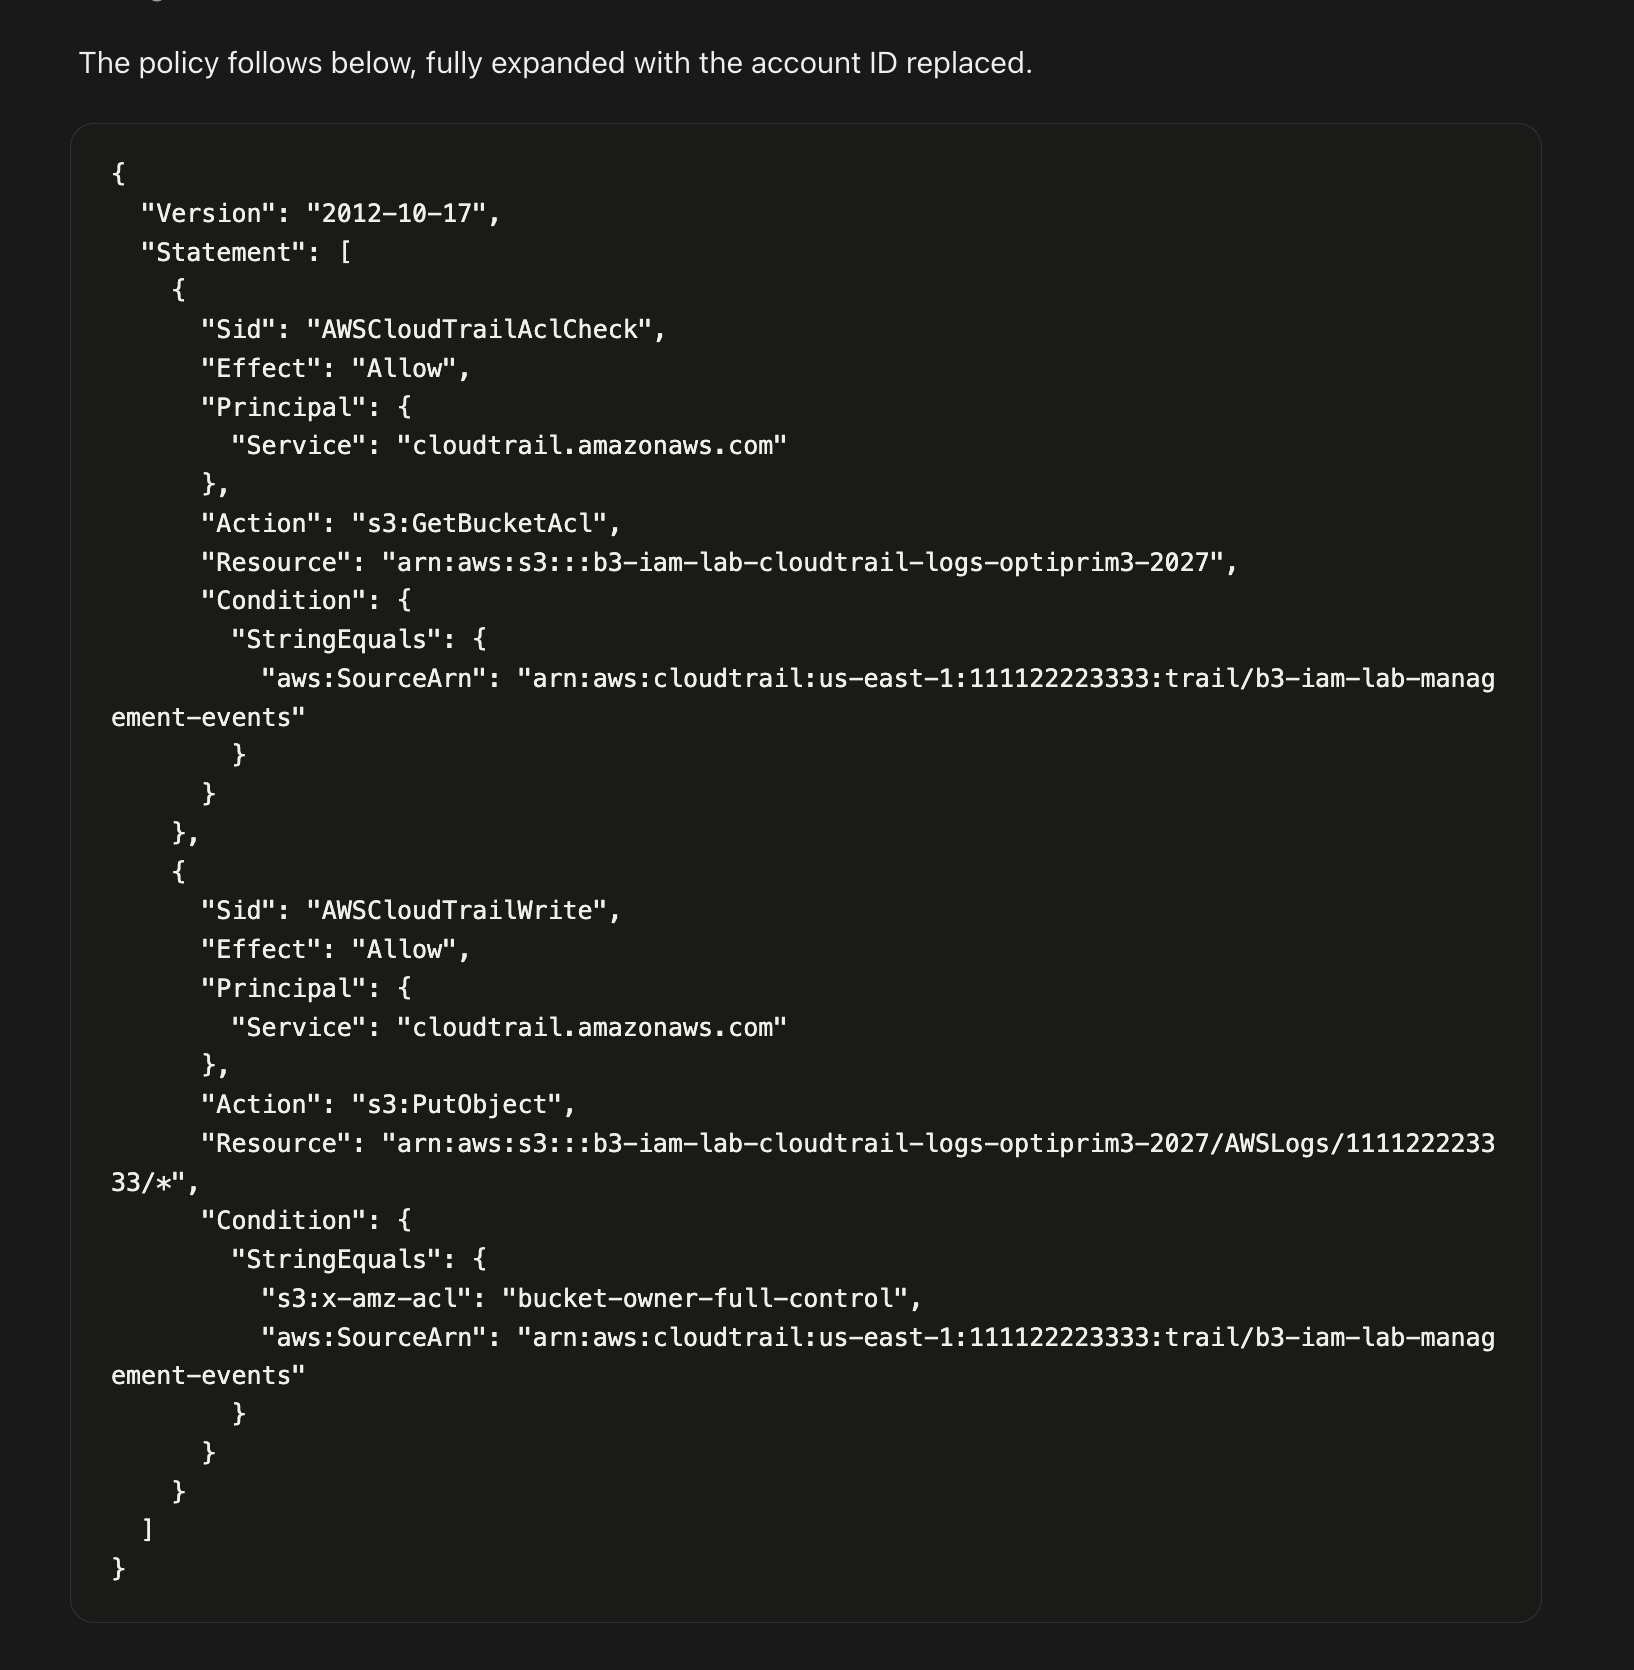 The policy follows below, fully expanded with the account ID replaced.
{
  "Version": "2012-10-17",
  "Statement": [
    {
      "Sid": "AWSCloudTrailAclCheck",
      "Effect": "Allow",
      "Principal": {
        "Service": "cloudtrail.amazonaws.com"
      },
      "Action": "s3:GetBucketAcl",
      "Resource": "arn:aws:s3:::b3-iam-lab-cloudtrail-logs-optiprim3-2027",
      "Condition": {
        "StringEquals": {
          "aws:SourceArn": "arn:aws:cloudtrail:us-east-1:111122223333:trail/b3-iam-lab-manag
ement-events"
        }
      }
    },
    {
      "Sid": "AWSCloudTrailWrite",
      "Effect": "Allow",
      "Principal": {
        "Service": "cloudtrail.amazonaws.com"
      },
      "Action": "s3:PutObject",
      "Resource": "arn:aws:s3:::b3-iam-lab-cloudtrail-logs-optiprim3-2027/AWSLogs/1111222233
33/*",
      "Condition": {
        "StringEquals": {
          "s3:x-amz-acl": "bucket-owner-full-control",
          "aws:SourceArn": "arn:aws:cloudtrail:us-east-1:111122223333:trail/b3-iam-lab-manag
ement-events"
        }
      }
    }
  ]
}